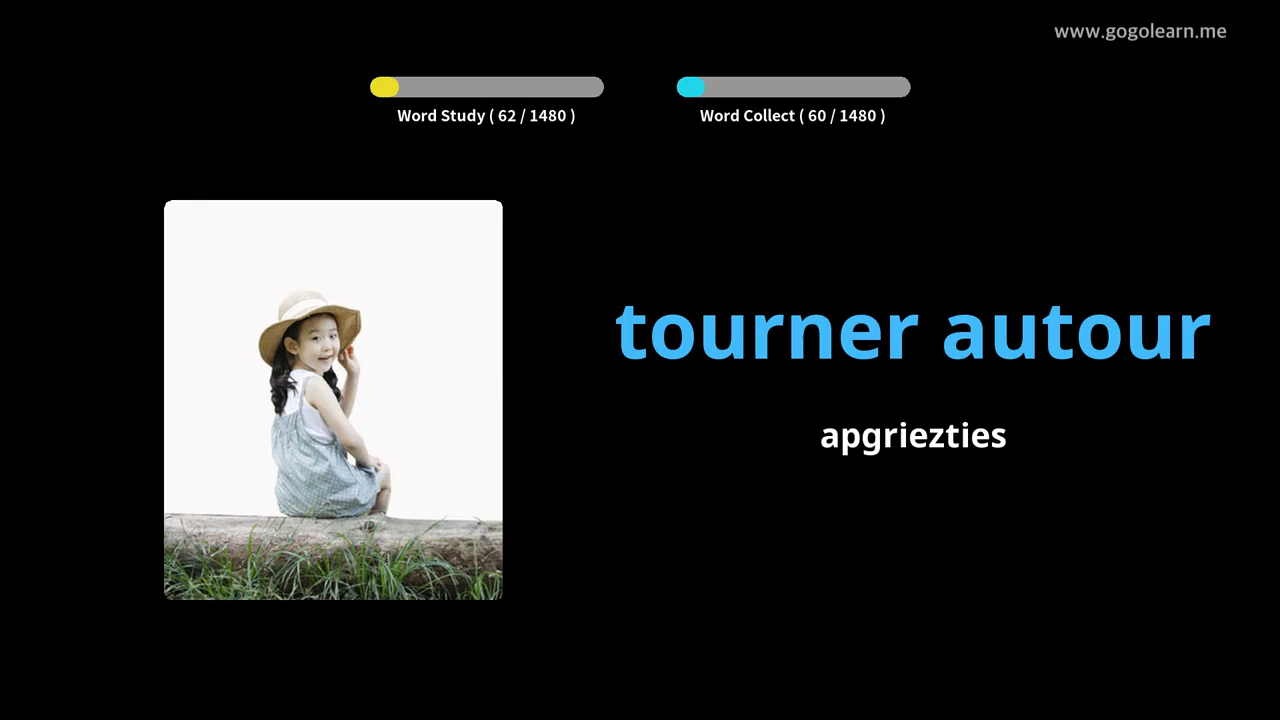 www.gogolearn.me
Word Study ( 62 / 1480 )
Word Collect ( 60 / 1480 )
tourner autour
apgriezties